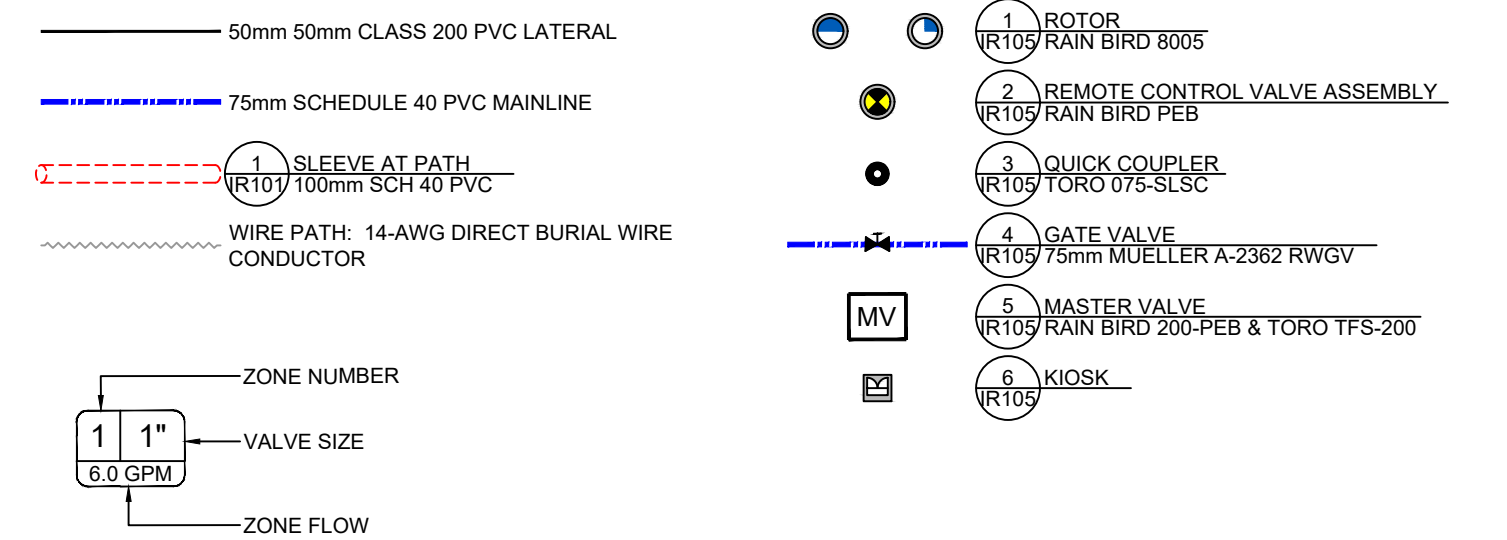 50mm 50mm CLASS 200 PVC LATERAL
75mm SCHEDULE 40 PVC MAINLINE
1 SLEEVE AT PATH
IR101 100mm SCH 40 PVC
WIRE PATH: 14-AWG DIRECT BURIAL WIRE
CONDUCTOR
ZONE NUMBER
1 1"
VALVE SIZE
6.0 GPM
ZONE FLOW
1 ROTOR
IR105 RAIN BIRD 8005
2 REMOTE CONTROL VALVE ASSEMBLY
IR105 RAIN BIRD PEB
3 QUICK COUPLER
IR105 TORO 075-SLSC
4 GATE VALVE
IR105 75mm MUELLER A-2362 RWGV
MV
5 MASTER VALVE
IR105 RAIN BIRD 200-PEB & TORO TFS-200
6 KIOSK
IR105